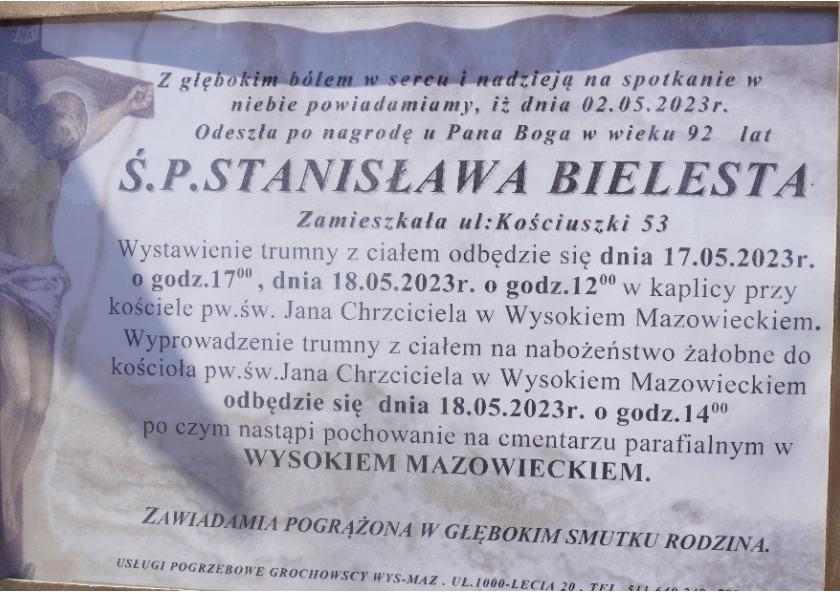 Z głębokim bólem w sercu i nadzieją na spotkanie w
niebie powiadamiamy, iż dnia 02.05.2023r.
Odeszła po nagrodę u Pana Boga w wieku 92 lat
Ś.P.STANISŁAWA BIELESTA
Zamieszkała ul:Kościuszki 53
Wystawienie trumny z ciałem odbędzie się dnia 17.05.2023r.
o godz.17⁰⁰, dnia 18.05.2023r. o godz.12⁰⁰ w kaplicy przy
kościele pw.św. Jana Chrzciciela w Wysokiem Mazowieckiem.
Wyprowadzenie trumny z ciałem na nabożeństwo żałobne do
kościoła pw.św.Jana Chrzciciela w Wysokiem Mazowieckiem
odbędzie się dnia 18.05.2023r. o godz.14⁰⁰
po czym nastąpi pochowanie na cmentarzu parafialnym w
WYSOKIEM MAZOWIECKIEM.
ZAWIADAMIA POGRĄŻONA W GŁĘBOKIM SMUTKU RODZINA.
USŁUGI POGRZEBOWE GROCHOWSCY WYS-MAZ . UL.1000-LECIA 20 , TEL